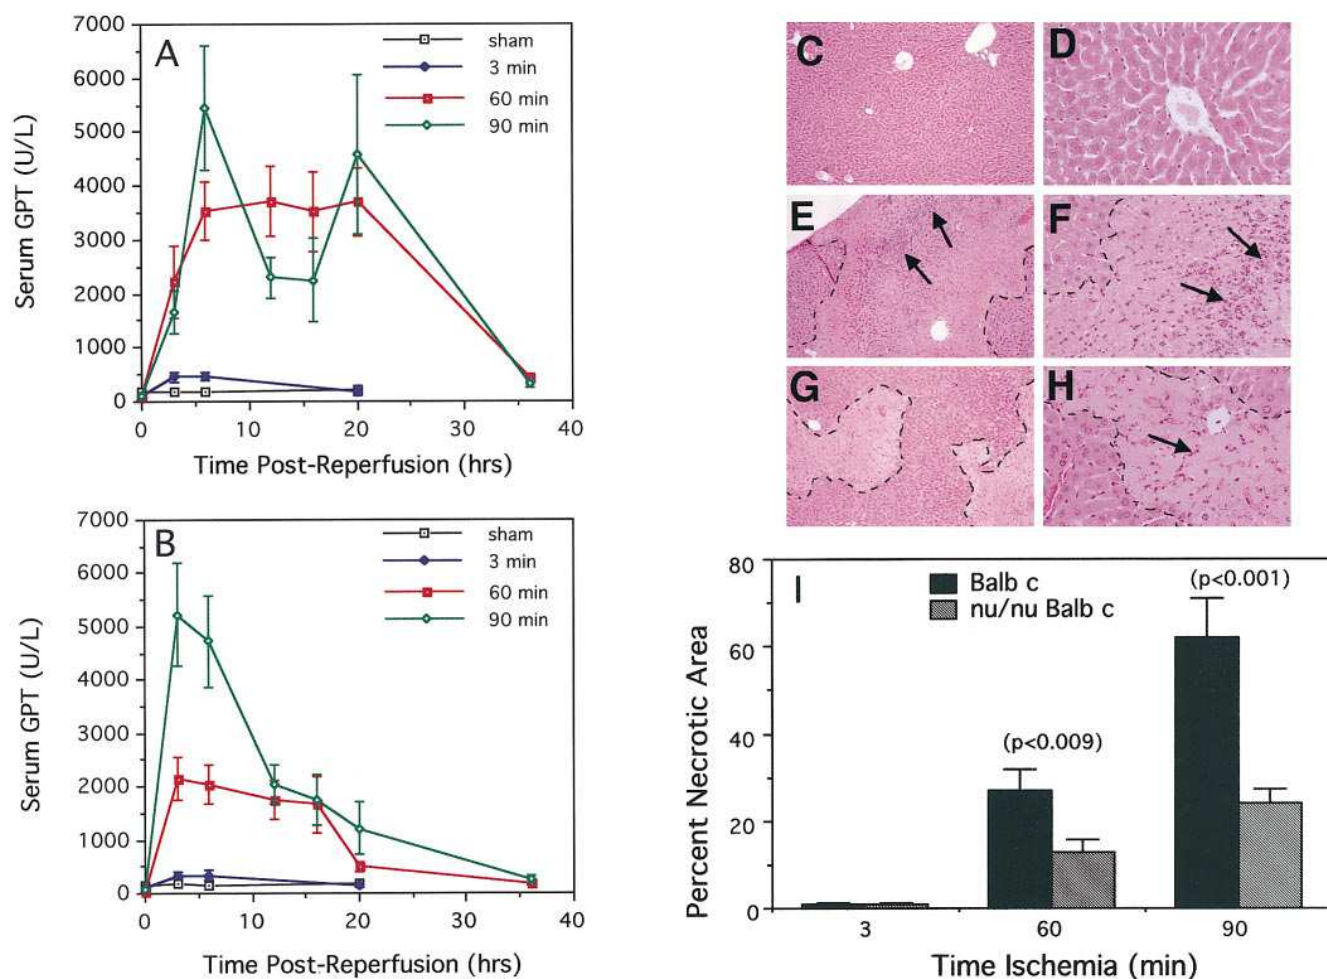 A
7000
6000
5000
4000
3000
2000
1000
0
Serum GPT (U/L)
sham
3 min
60 min
90 min
0 10 20 30 40
Time Post-Reperfusion (hrs)
B
7000
6000
5000
4000
3000
2000
1000
0
Serum GPT (U/L)
sham
3 min
60 min
90 min
0 10 20 30 40
Time Post-Reperfusion (hrs)
C D
E F
G H
I
80
60
40
20
0
Percent Necrotic Area
Balb c
nu/nu Balb c
(p<0.009)
(p<0.001)
3 60 90
Time Ischemia (min)